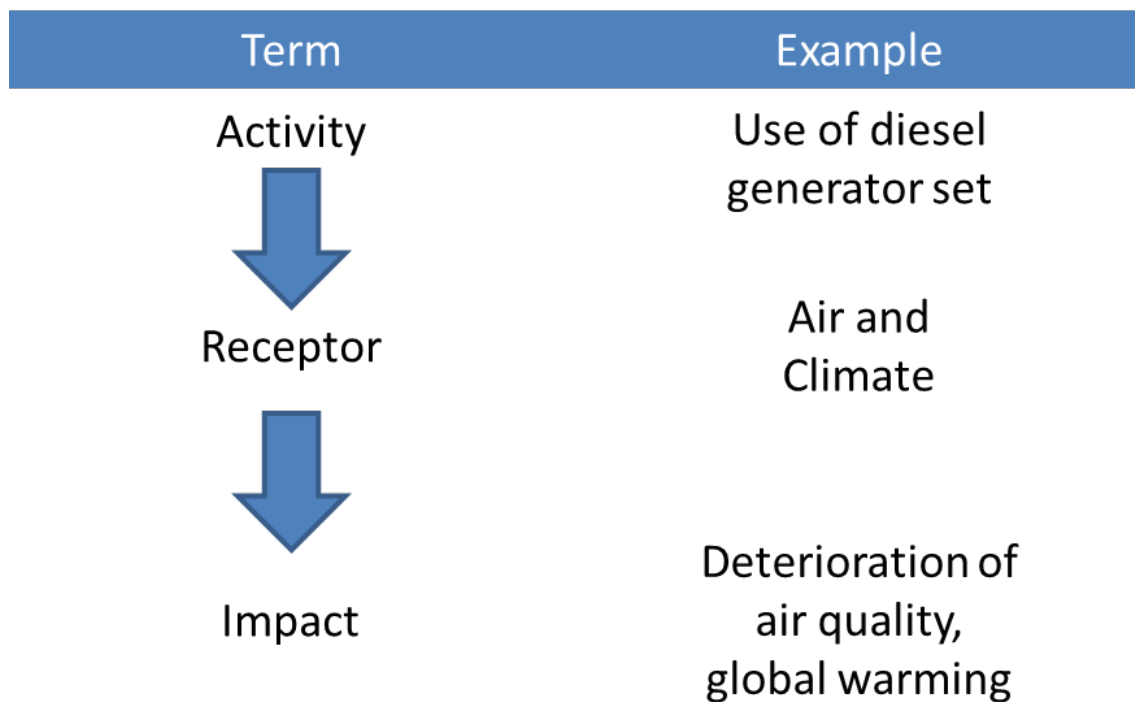 Term Example
Activity Use of diesel
generator set
Receptor Air and
Climate
Impact Deterioration of
air quality,
global warming